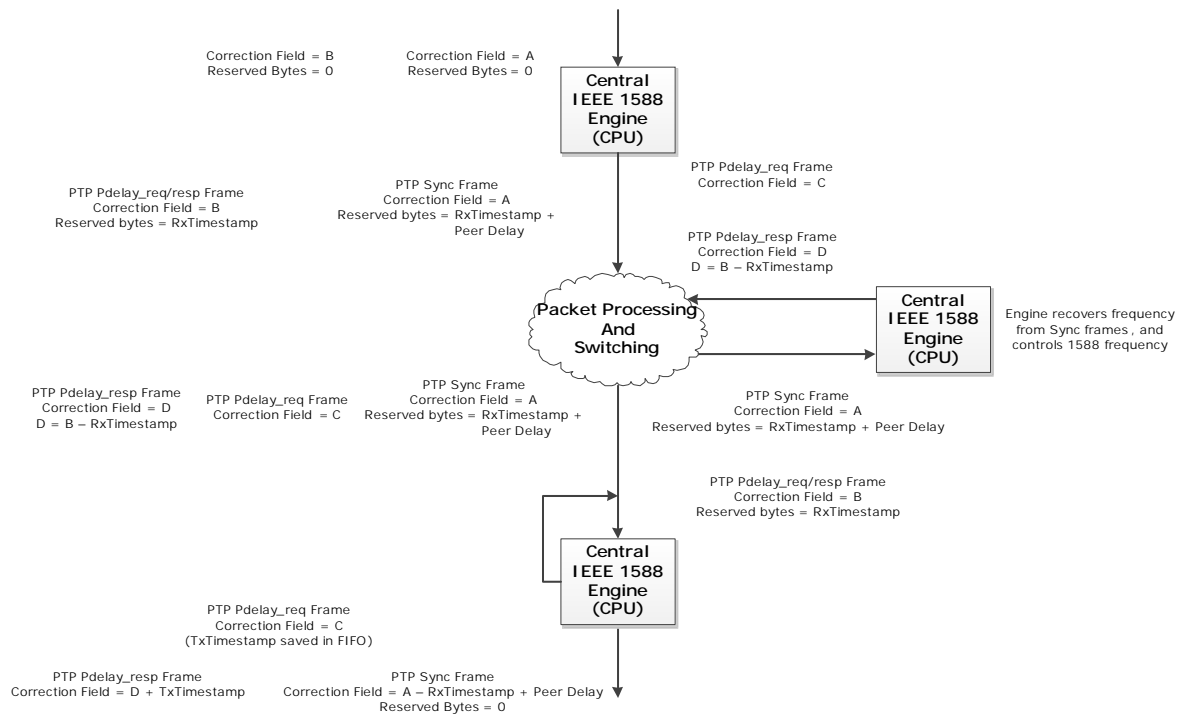 Correction Field = B
Reserved Bytes = 0
Correction Field = A
Reserved Bytes = 0
Central
IEEE 1588
Engine
(CPU)
PTP Pdelay_req/resp Frame
Correction Field = B
Reserved bytes = RxTimestamp
PTP Sync Frame
Correction Field = A
Reserved bytes = RxTimestamp +
Peer Delay
PTP Pdelay_req Frame
Correction Field = C
PTP Pdelay_resp Frame
Correction Field = D
D = B – RxTimestamp
Packet Processing
And
Switching
Central
IEEE 1588
Engine
(CPU)
Engine recovers frequency
from Sync frames, and
controls 1588 frequency
PTP Pdelay_resp Frame
Correction Field = D
D = B – RxTimestamp
PTP Pdelay_req Frame
Correction Field = C
PTP Sync Frame
Correction Field = A
Reserved bytes = RxTimestamp +
Peer Delay
PTP Sync Frame
Correction Field = A
Reserved bytes = RxTimestamp + Peer Delay
PTP Pdelay_req/resp Frame
Correction Field = B
Reserved bytes = RxTimestamp
Central
IEEE 1588
Engine
(CPU)
PTP Pdelay_req Frame
Correction Field = C
(TxTimestamp saved in FIFO)
PTP Pdelay_resp Frame
Correction Field = D + TxTimestamp
PTP Sync Frame
Correction Field = A – RxTimestamp + Peer Delay
Reserved Bytes = 0